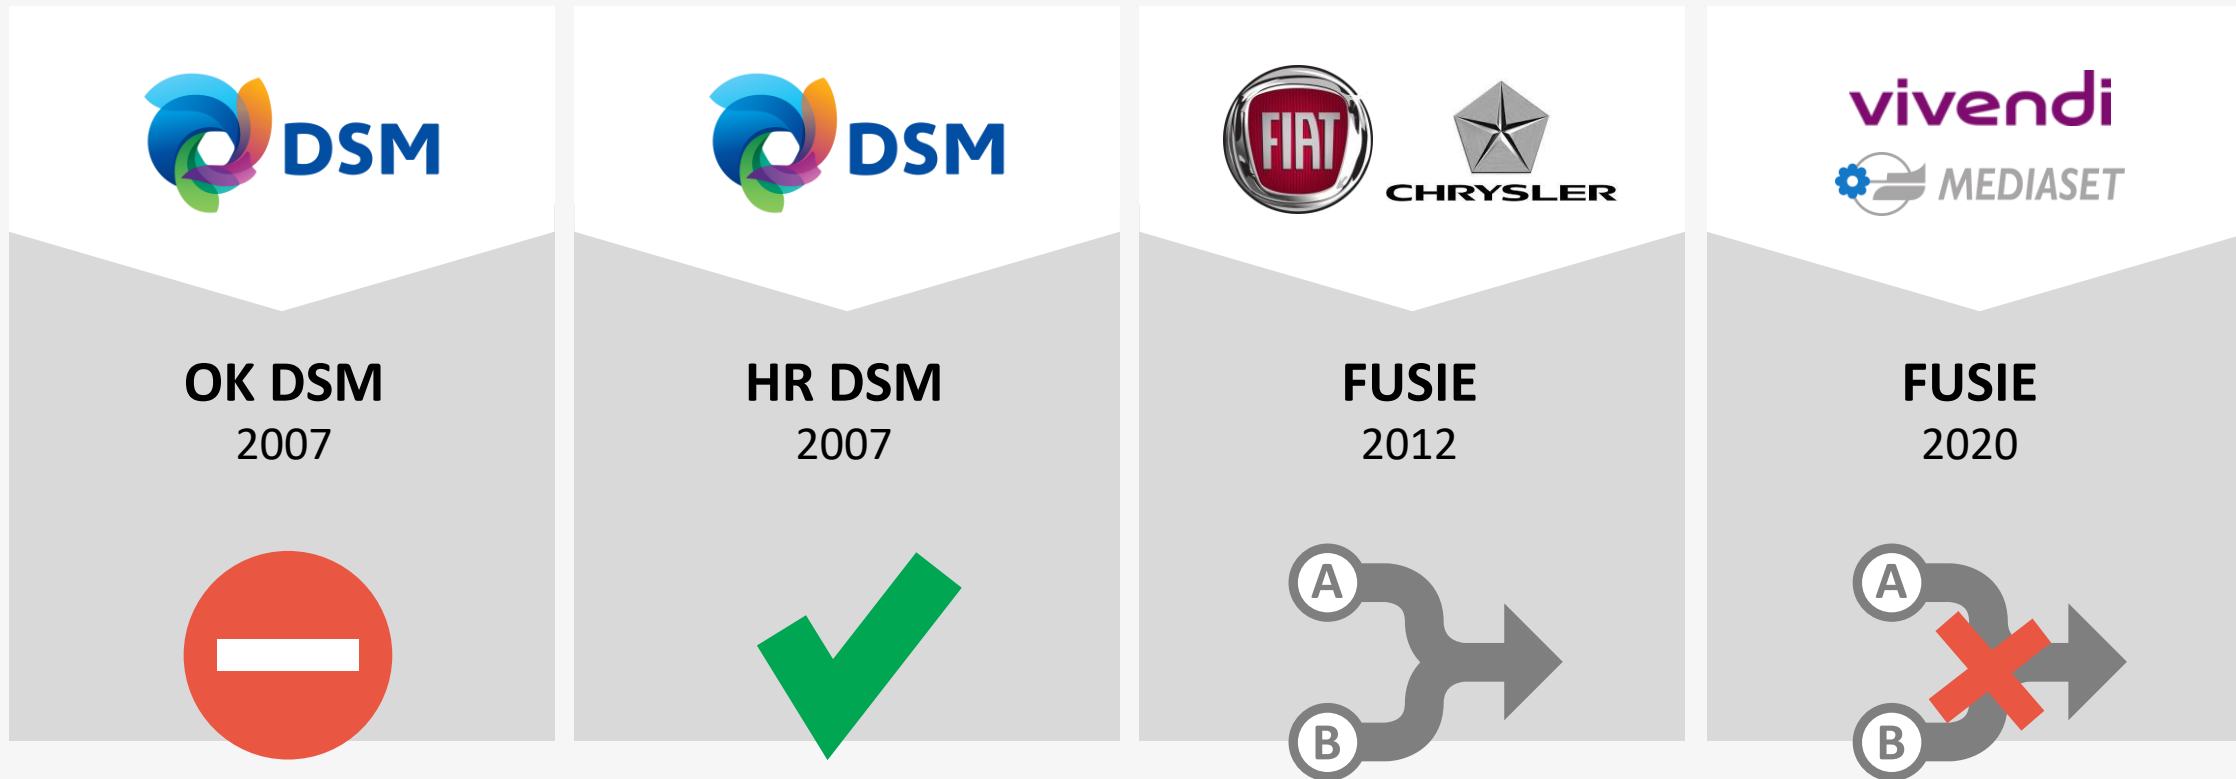 DSM
OK DSM
2007
DSM
HR DSM
2007
FIAT
CHRYSLER
FUSIE
2012
A
B
vivendi
MEDIASET
FUSIE
2020
A
B